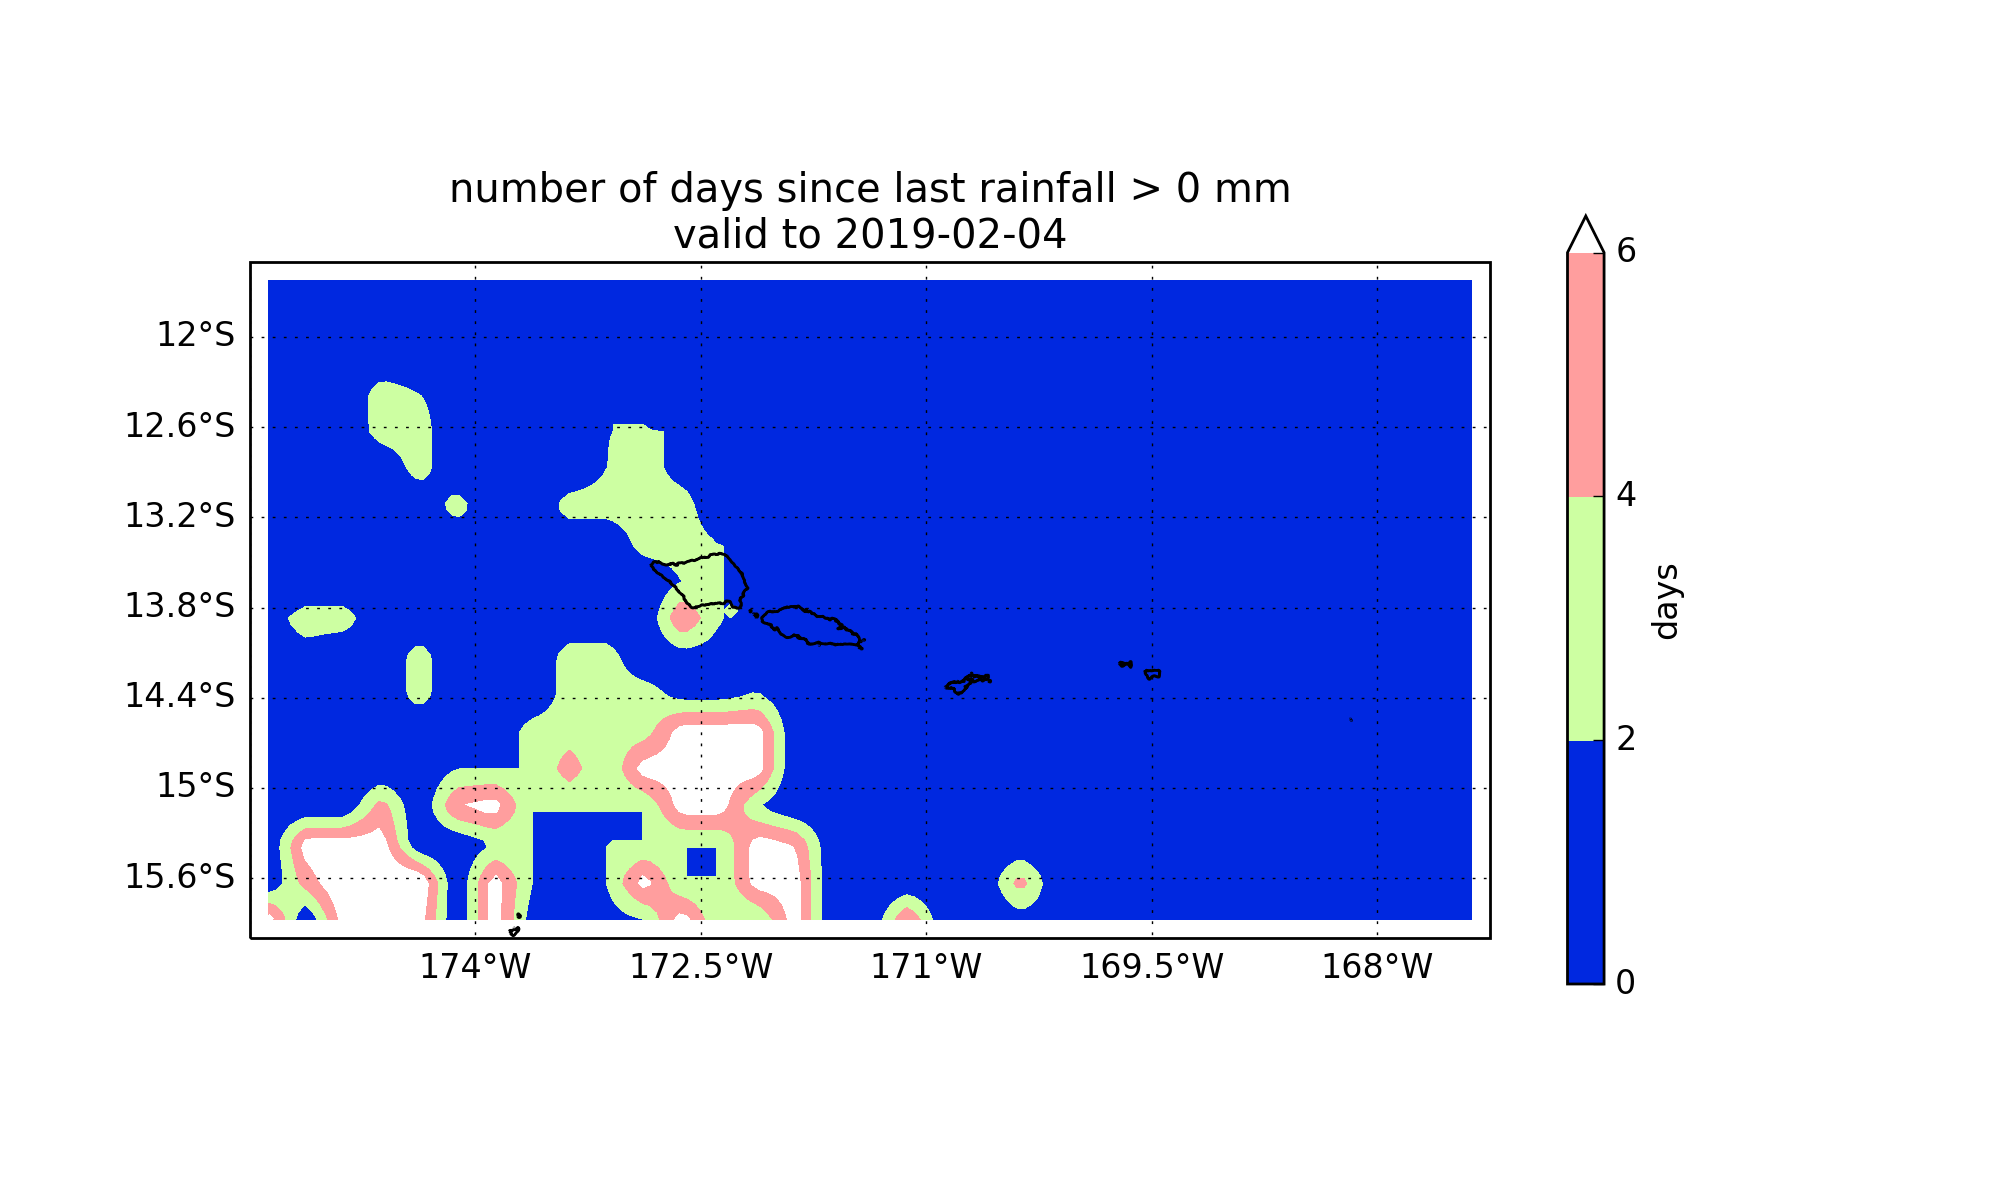 number of days since last rainfall > 0 mm
valid to 2019-02-04
12°S
12.6°S
13.2°S
13.8°S
14.4°S
15°S
15.6°S
174°W
172.5°W
171°W
169.5°W
168°W
6
4
2
0
days